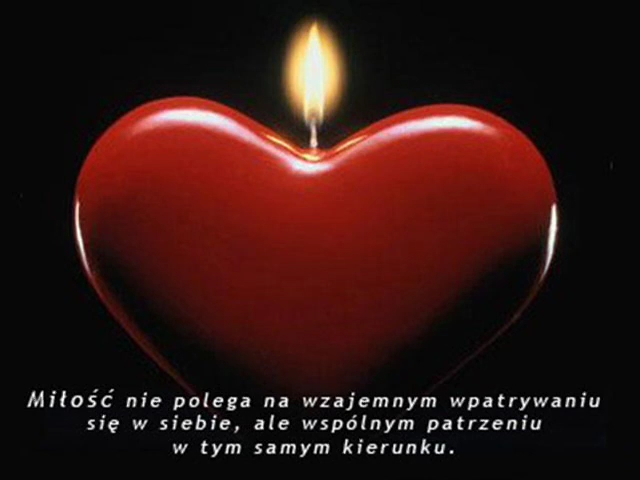 Miłość nie polega na wzajemnym wpatrywaniu
się w siebie, ale wspólnym patrzeniu
w tym samym kierunku.